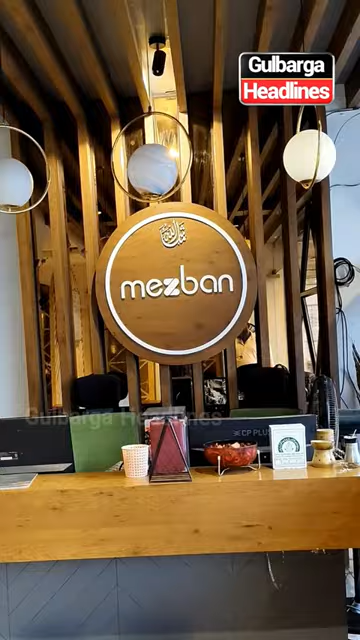 Gulbarga
Headlines
mezban
Gulbarga Headlines
CP PLUS